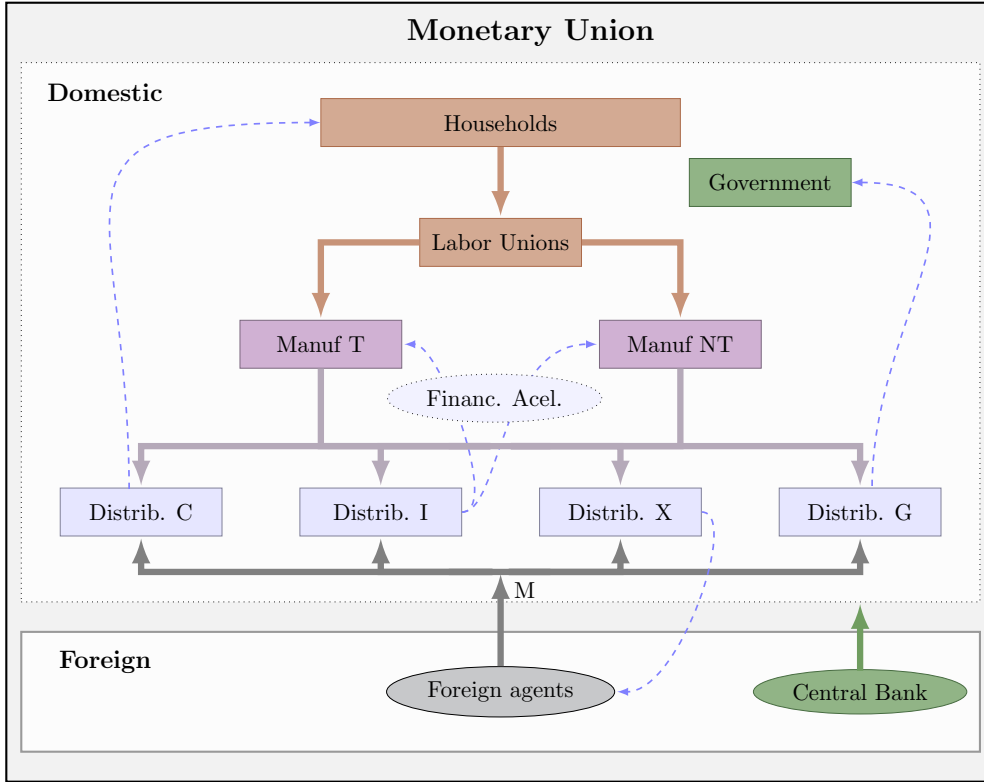 Monetary Union
Domestic
Households
Government
Labor Unions
Manuf T
Manuf NT
Financ. Acel.
Distrib. C
Distrib. I
Distrib. X
Distrib. G
M
Foreign
Foreign agents
Central Bank